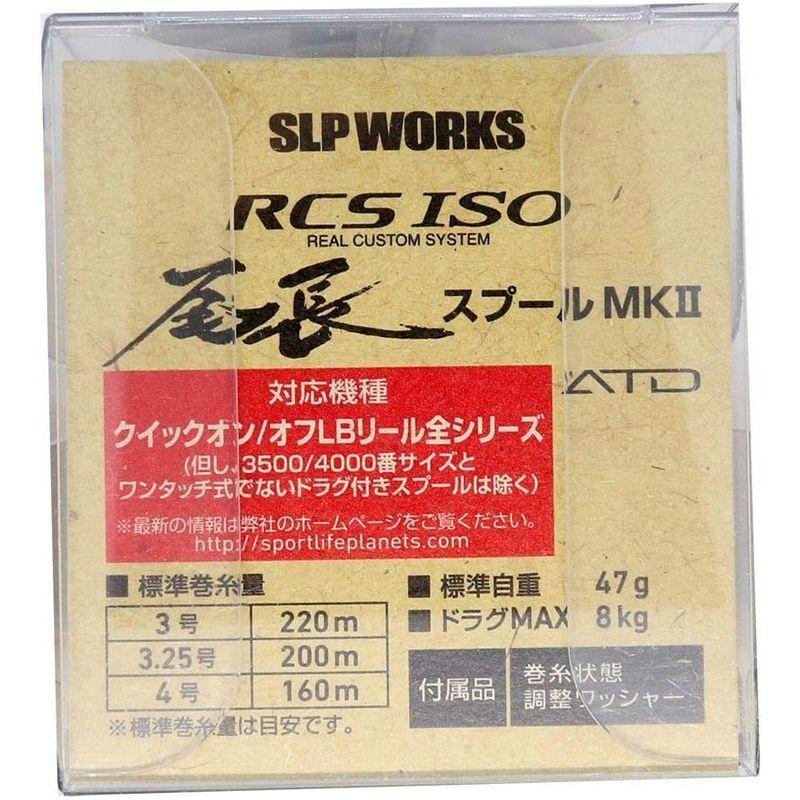 SLP WORKS
RCS ISO
REAL CUSTOM SYSTEM
尾長 スプール MKⅡ
ATD
対応機種
クイックオン/オフLBリール全シリーズ
(但し、3500/4000番サイズと
ワンタッチ式でないドラグ付きスプールは除く)
※最新の情報は弊社のホームページをご覧ください。
http://sportlifeplanets.com
■ 標準巻糸量
3号 220m
3.25号 200m
4号 160m
※標準巻糸量は目安です。
■ 標準自重 47g
■ ドラグMAX 8kg
付属品 巻糸状態
調整ワッシャー